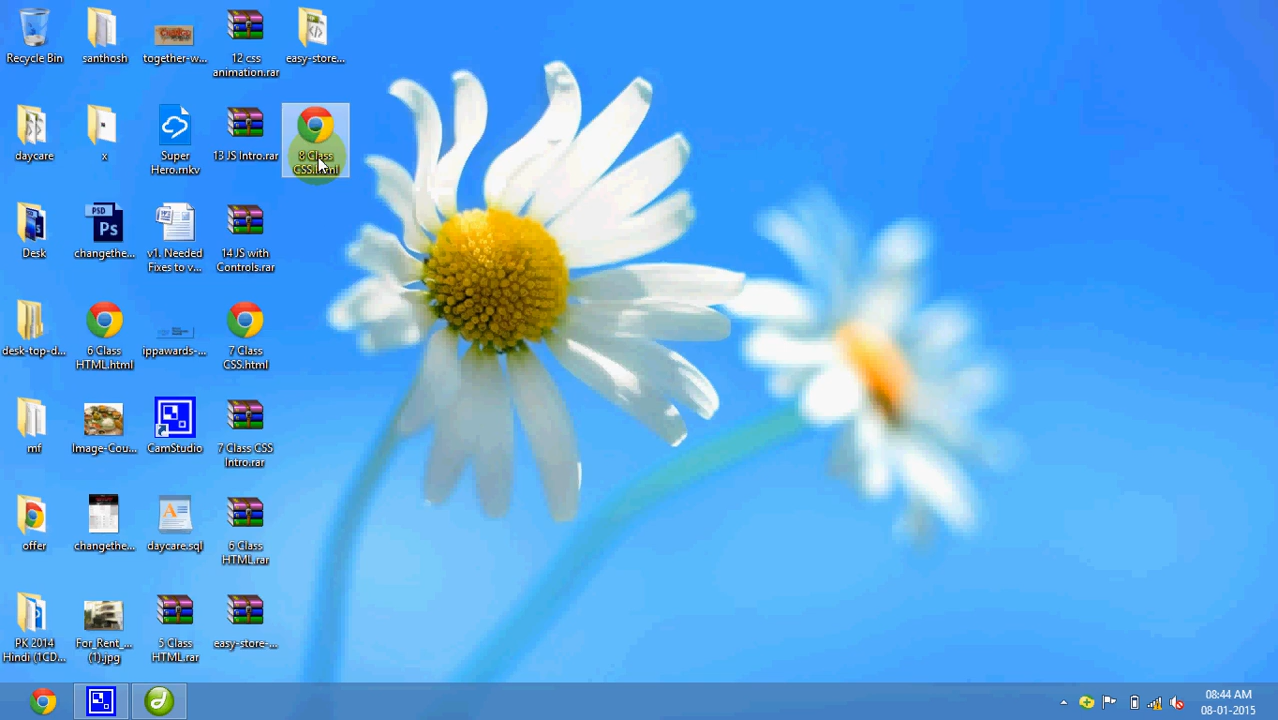 Recycle Bin
santhosh
together-w...
12 css
animation.rar
easy-store...
daycare
x
Super
Hero.mkv
13 JS Intro.rar
8 Class
CSS.html
Desk
PSD
Ps
changethe...
v1. Needed
Fixes to v...
14 JS with
Controls.rar
desk-top-d...
6 Class
HTML.html
ippawards-...
7 Class
CSS.html
mf
Image-Cou...
CamStudio
7 Class CSS
Intro.rar
offer
changethe...
daycare.sql
6 Class
HTML.rar
PK 2014
Hindi (1CD...
For_Rent_...
(1).jpg
5 Class
HTML.rar
easy-store-...
08:44 AM
08-01-2015